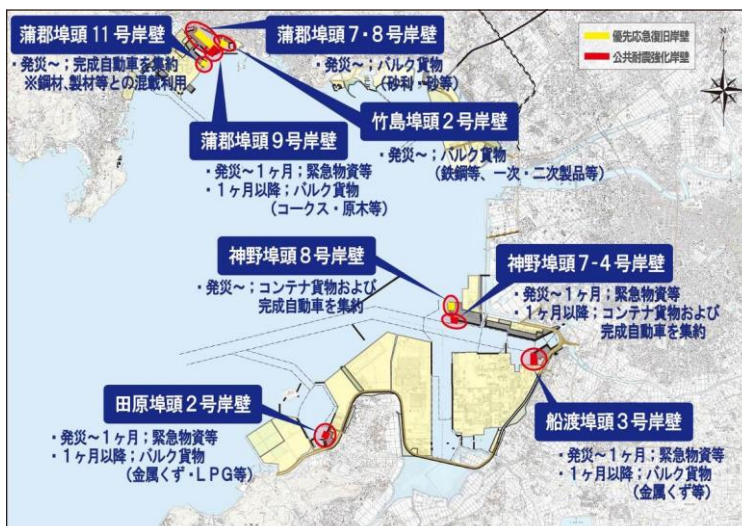 蒲郡埠頭11号岸壁
・発災~;完成自動車を集約
※鋼材、製材等との混載利用
蒲郡埠頭7・8号岸壁
・発災~;バルク貨物
(砂利・砂等)
優先応急復旧岸壁
公共耐震強化岸壁
竹島埠頭2号岸壁
・発災~;バルク貨物
(鉄鋼等、一次・二次製品等)
蒲郡埠頭9号岸壁
・発災~1ヶ月;緊急物資等
・1ヶ月以降;バルク貨物
(コークス・原木等)
神野埠頭8号岸壁
・発災~;コンテナ貨物および
完成自動車を集約
神野埠頭7-4号岸壁
・発災~1ヶ月;緊急物資等
・1ヶ月以降;コンテナ貨物および
完成自動車を集約
田原埠頭2号岸壁
・発災~1ヶ月;緊急物資等
・1ヶ月以降;バルク貨物
(金属くず・LPG等)
船渡埠頭3号岸壁
・発災~1ヶ月;緊急物資等
・1ヶ月以降;バルク貨物
(金属くず等)